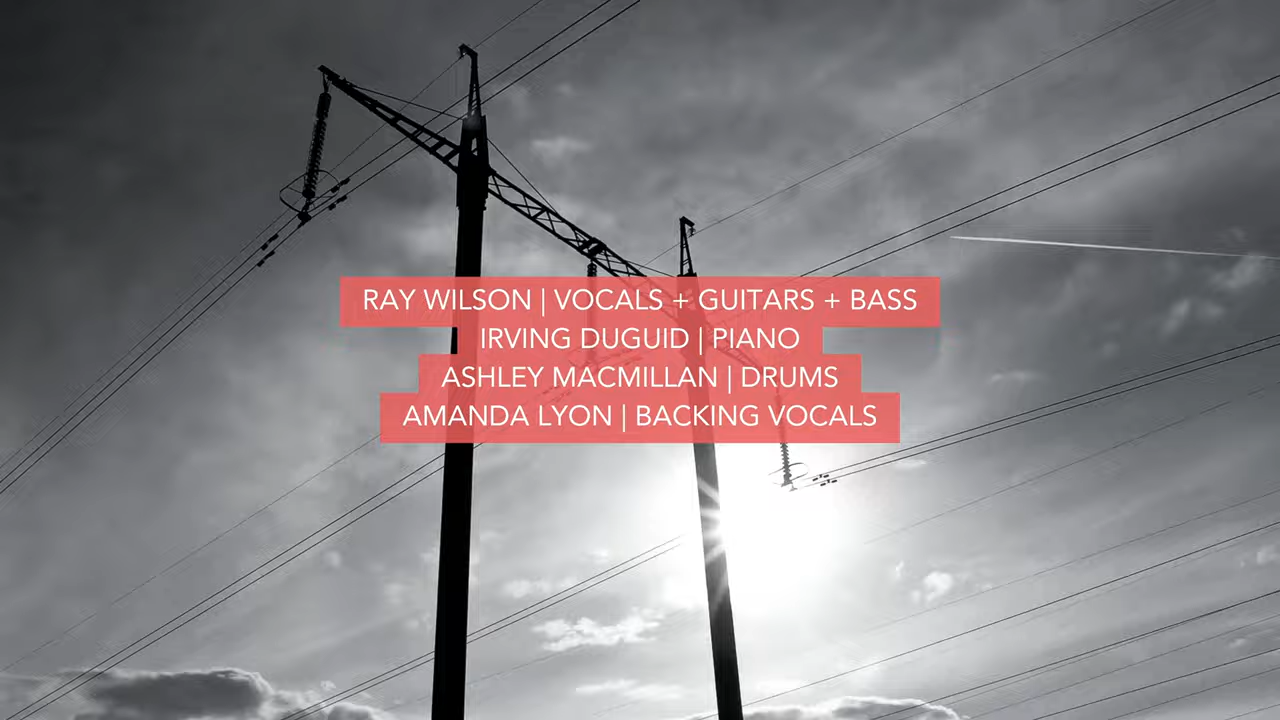 RAY WILSON | VOCALS + GUITARS + BASS
IRVING DUGUID | PIANO
ASHLEY MACMILLAN | DRUMS
AMANDA LYON | BACKING VOCALS